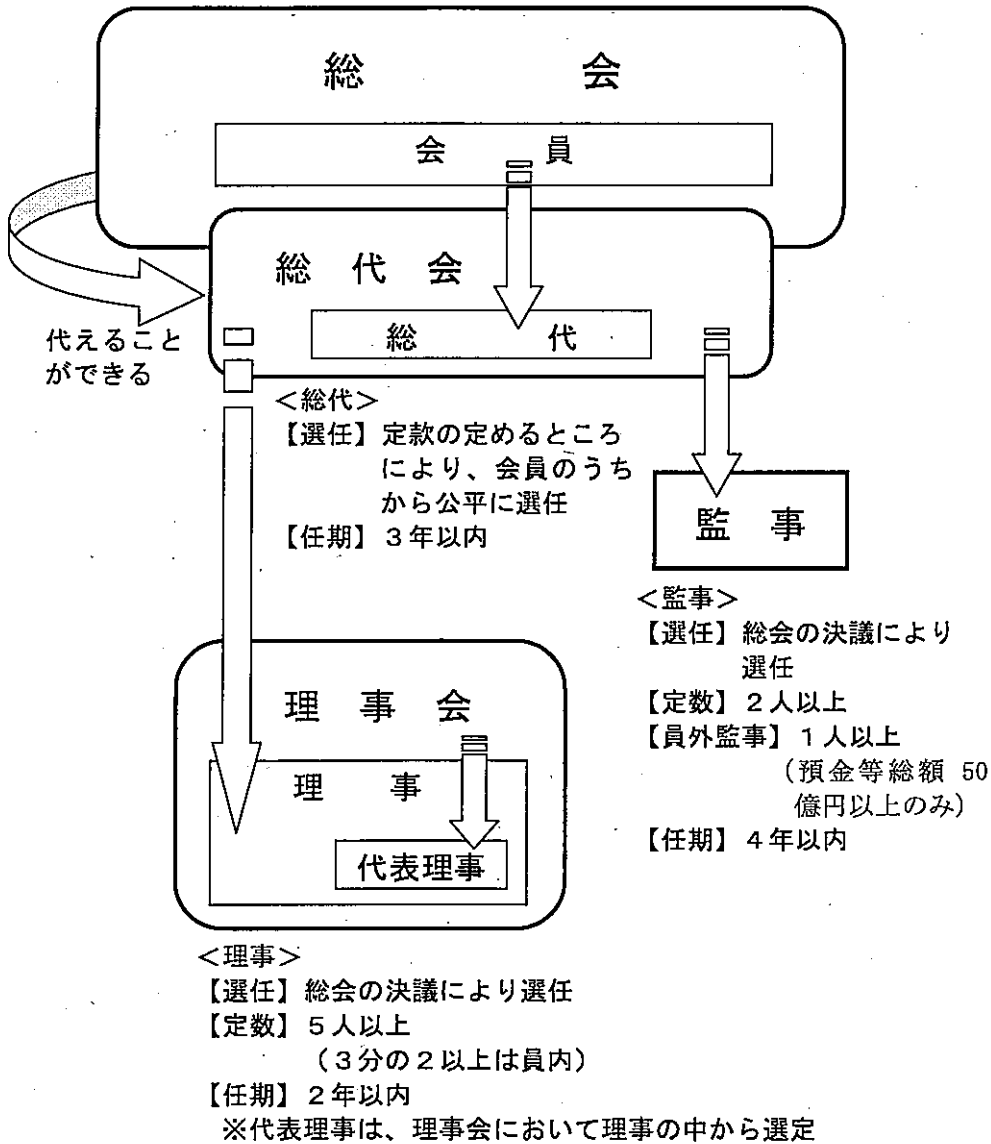 総　会
会　員
総代会
総　代
代えること
ができる
＜総代＞
【選任】定款の定めるところ
により、会員のうち
から公平に選任
【任期】３年以内
監　事
＜監事＞
【選任】総会の決議により
選任
【定数】２人以上
【員外監事】１人以上
（預金等総額 50
億円以上のみ）
【任期】４年以内
理事会
理　事
代表理事
＜理事＞
【選任】総会の決議により選任
【定数】５人以上
（３分の２以上は員内）
【任期】２年以内
※代表理事は、理事会において理事の中から選定